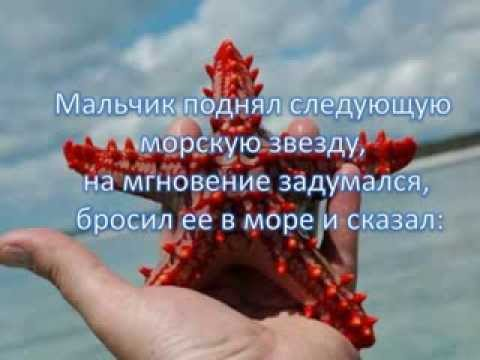 Мальчик поднял следующую
морскую звезду,
на мгновение задумался,
бросил ее в море и сказал: